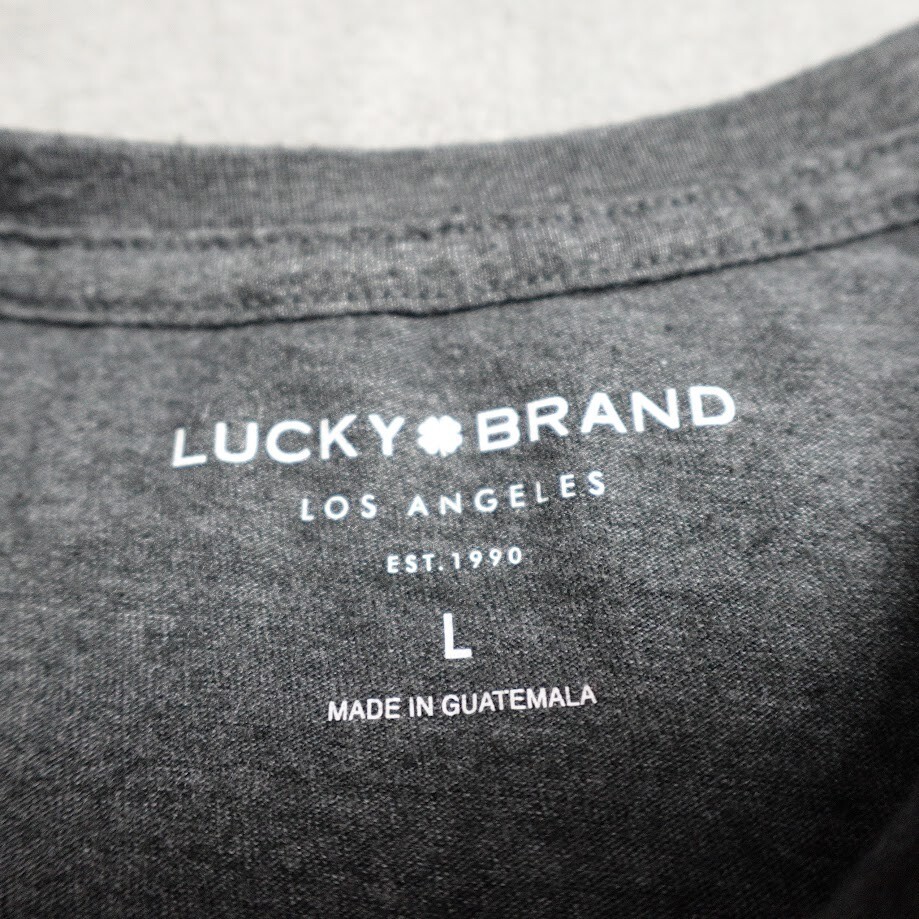 LUCKY BRAND
LOS ANGELES
EST.1990
L
MADE IN GUATEMALA